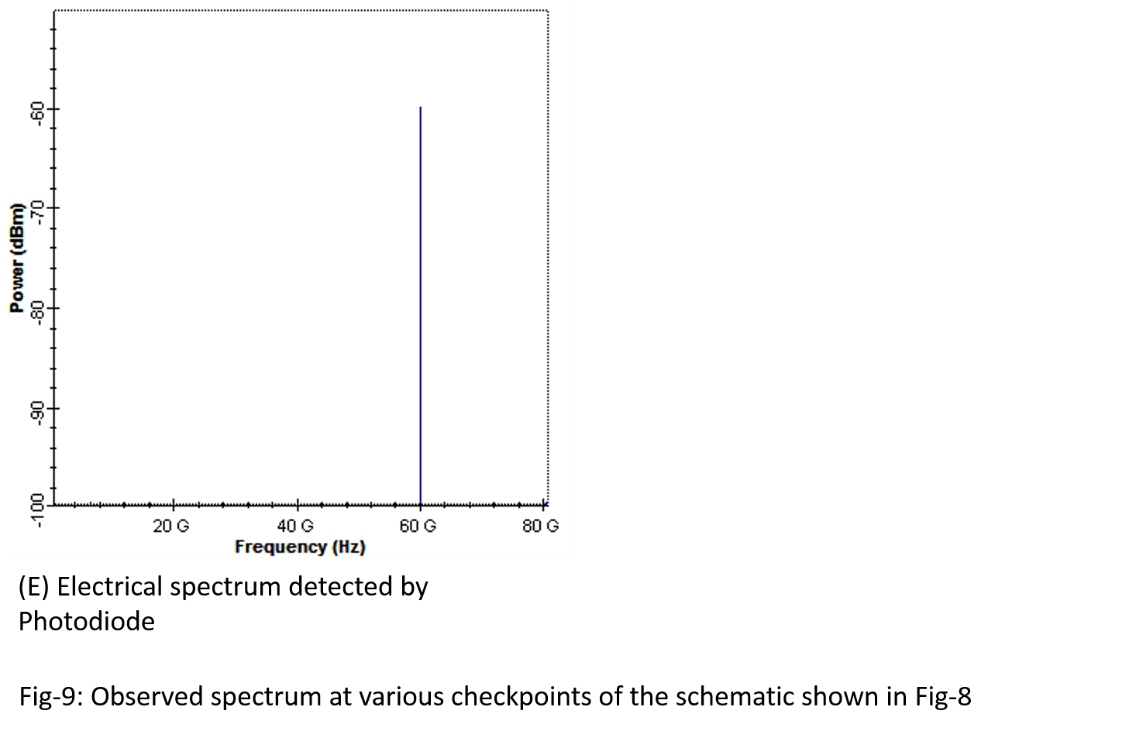 -60
-70
-80
-90
-100
Power (dBm)
20 G
40 G
60 G
80 G
Frequency (Hz)
(E) Electrical spectrum detected by
Photodiode
Fig-9: Observed spectrum at various checkpoints of the schematic shown in Fig-8